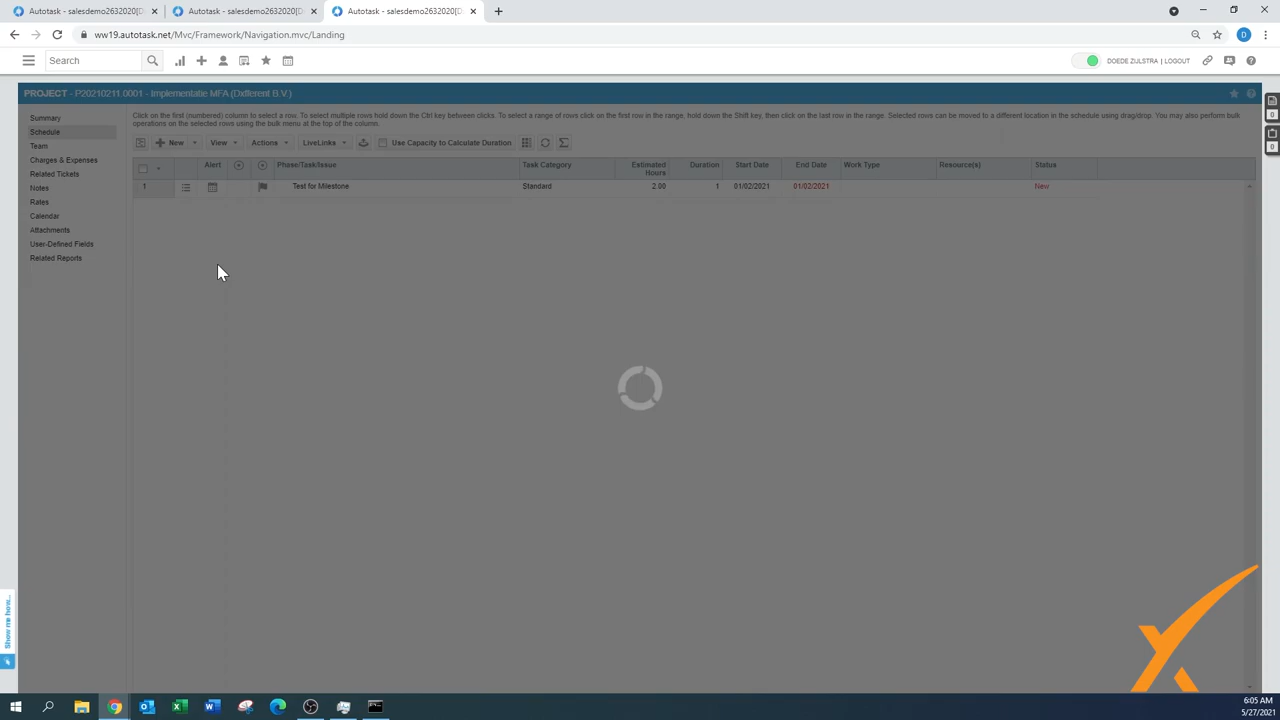 Autotask - salesdemo2632020[D
Autotask - salesdemo2632020[D
Autotask - salesdemo2632020[D
ww19.autotask.net/Mvc/Framework/Navigation.mvc/Landing
D
Search
DOEDE ZIJLSTRA | LOGOUT
PROJECT - P20210211.0001 - Implementatie MFA (Dxfferent B.V.)
Click on the first (numbered) column to select a row. To select multiple rows hold down the Ctrl key between clicks. To select a range of rows click on the first row in the range, hold down the Shift key, then click on the last row in the range. Selected rows can be moved to a different location in the schedule using drag/drop. You may also perform bulk
operations on the selected rows using the bulk menu at the top of the column.
Summary
Schedule
Team
Charges & Expenses
Related Tickets
Notes
Rates
Calendar
Attachments
User-Defined Fields
Related Reports
New View Actions LiveLinks Use Capacity to Calculate Duration
Alert Phase/Task/Issue Task Category Estimated Hours Duration Start Date End Date Work Type Resource(s) Status
1 Test for Milestone Standard 2.00 1 01/02/2021 01/02/2021 New
0
0
Show me how...
6:05 AM
5/27/2021